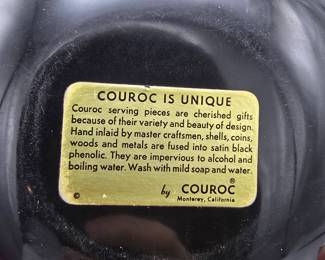 COUROC IS UNIQUE
Couroc serving pieces are cherished gifts
because of their variety and beauty of design.
Hand inlaid by master craftsmen, shells, coins,
woods and metals are fused into satin black
phenolic. They are impervious to alcohol and
boiling water. Wash with mild soap and water.
by COUROC®
Monterey, California
©